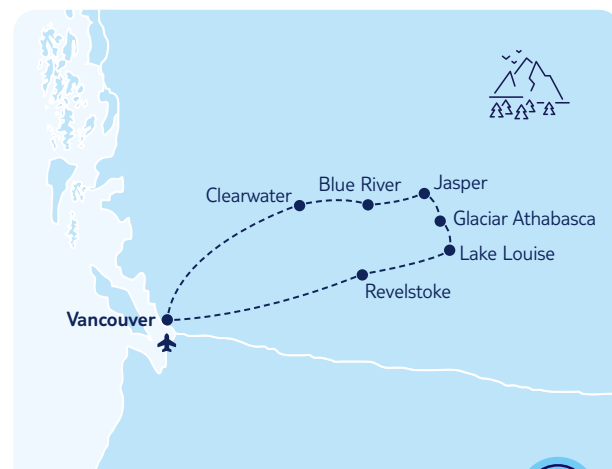 Jasper
Blue River
Clearwater
Glaciar Athabasca
Lake Louise
Revelstoke
Vancouver